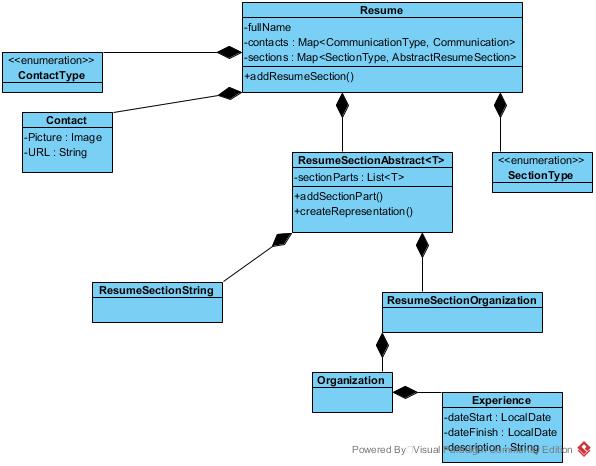 Resume
-fullName
-contacts : Map<CommunicationType, Communication>
-sections : Map<SectionType, AbstractResumeSection>
+addResumeSection()
<<enumeration>>
ContactType
Contact
-Picture : Image
-URL : String
ResumeSectionAbstract<T>
-sectionParts : List<T>
+addSectionPart()
+createRepresentation()
<<enumeration>>
SectionType
ResumeSectionString
ResumeSectionOrganization
Organization
Experience
-dateStart : LocalDate
-dateFinish : LocalDate
-description : String
Powered By Visual Paradigm Community Edition